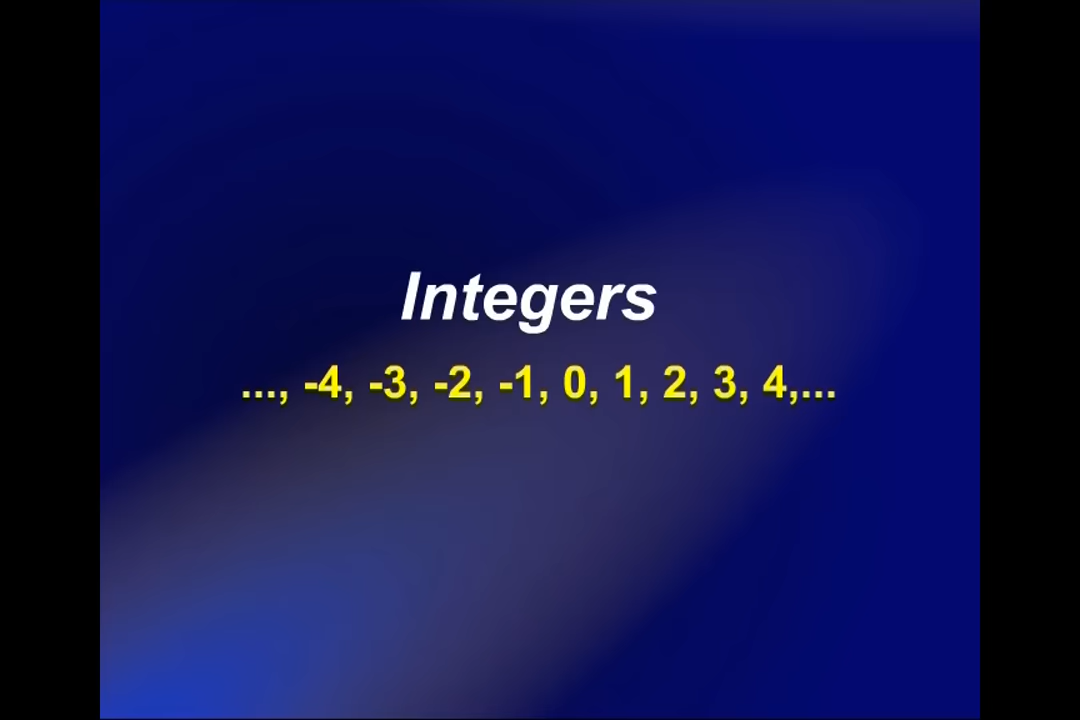 Integers
..., -4, -3, -2, -1, 0, 1, 2, 3, 4,...